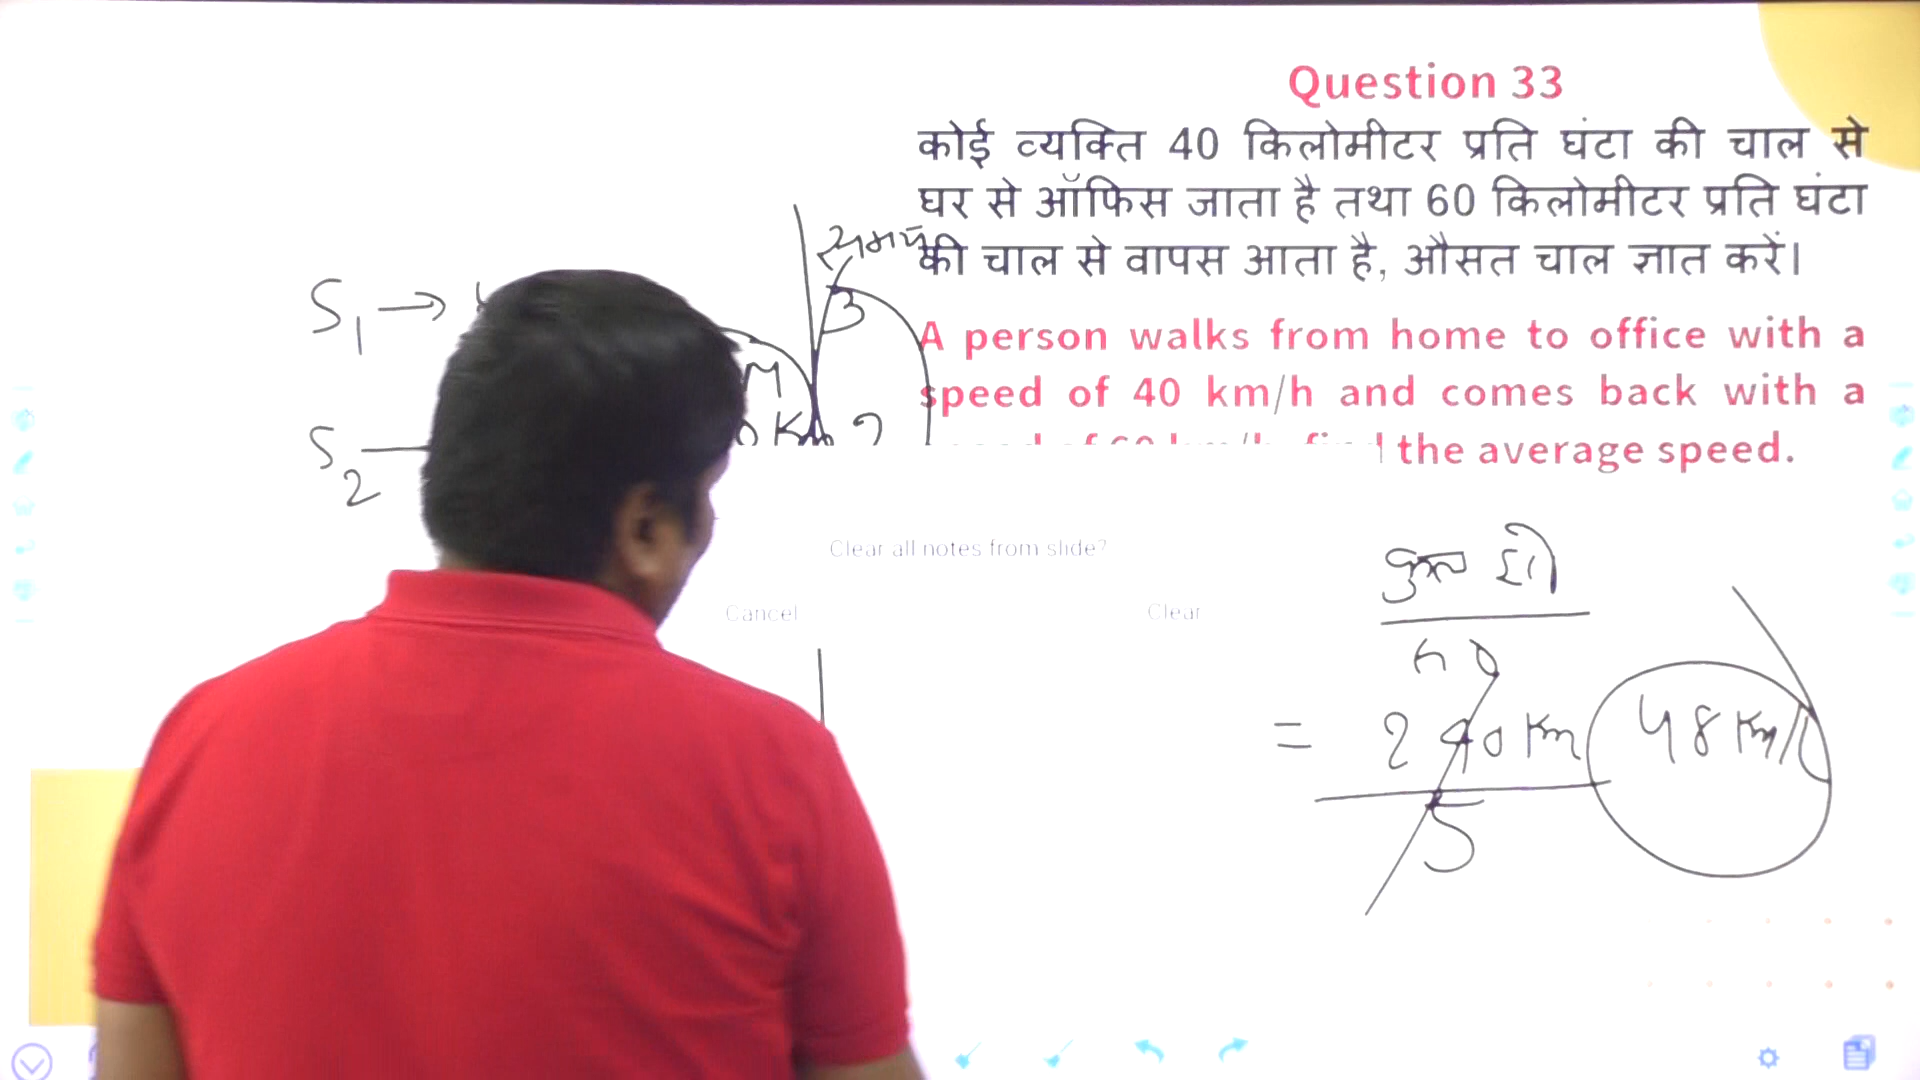 Question 33
कोई व्यक्ति 40 किलोमीटर प्रति घंटा की चाल से
घर से ऑफिस जाता है तथा 60 किलोमीटर प्रति घंटा
की चाल से वापस आता है, औसत चाल ज्ञात करें।
A person walks from home to office with a
speed of 40 km/h and comes back with a
the average speed.
समय
S1 →
3
S2
Clear all notes from slide?
Cancel
Clear
= 240 Km
48 Km/
5